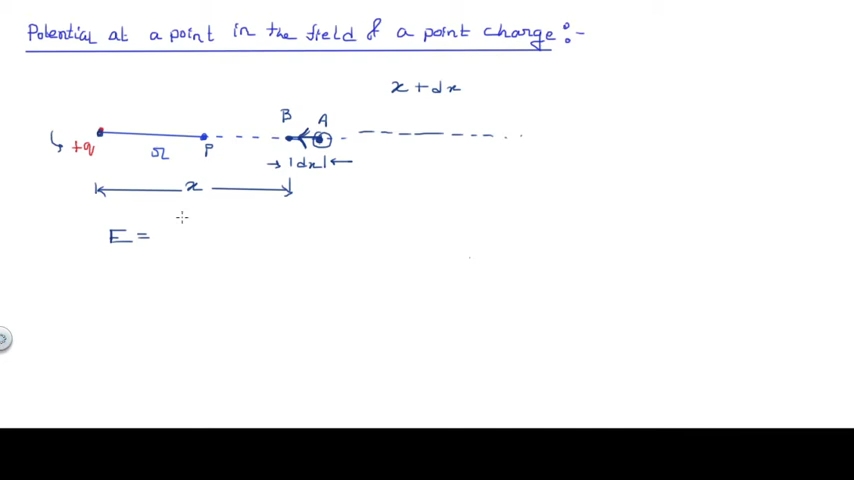 Potential at a point in the field of a point charge :-
x + dx
B A
+q r P
|dx|
x
E =